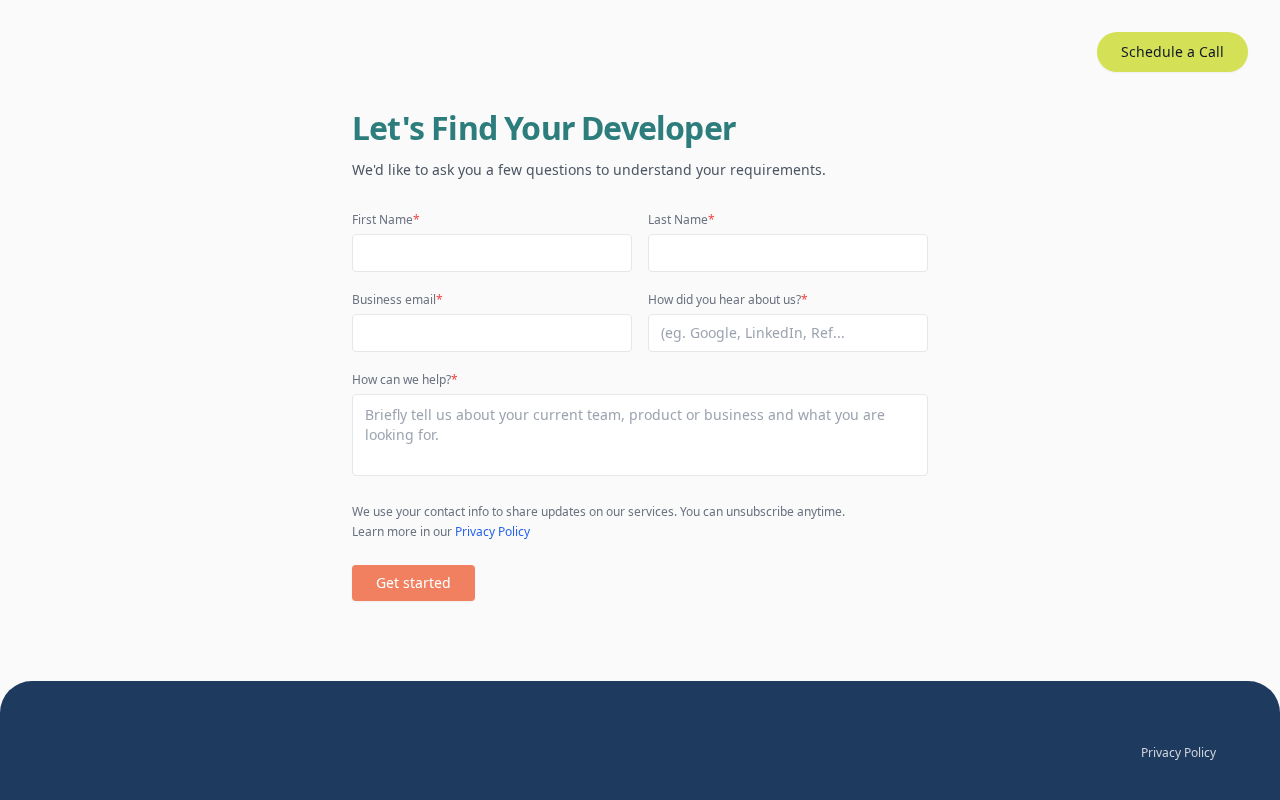 Schedule a Call
Let's Find Your Developer
We'd like to ask you a few questions to understand your requirements.
First Name*
Last Name*
Business email*
How did you hear about us?*
(eg. Google, LinkedIn, Ref...
How can we help?*
Briefly tell us about your current team, product or business and what you are
looking for.
We use your contact info to share updates on our services. You can unsubscribe anytime.
Learn more in our Privacy Policy
Get started
Privacy Policy